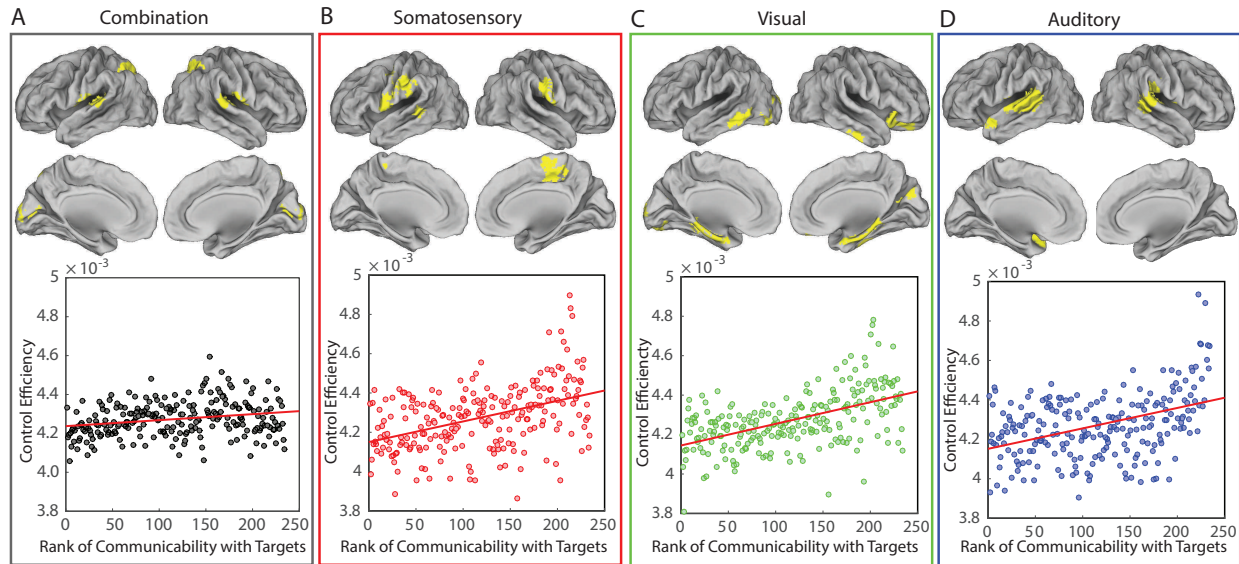 A Combination
B Somatosensory
C Visual
D Auditory
× 10⁻³
5
4.8
4.6
4.4
4.2
4.0
3.8
0 50 100 150 200 250
Control Efficiency
Rank of Communicability with Targets
× 10⁻³
5
4.8
4.6
4.4
4.2
4
3.8
0 50 100 150 200 250
Control Efficiency
Rank of Communicability with Targets
× 10⁻³
5
4.8
4.6
4.4
4.2
4
3.8
0 50 100 150 200 250
Control Efficiencty
Rank of Communicability with Targets
× 10⁻³
5
4.8
4.6
4.4
4.2
4
3.8
0 50 100 150 200 250
Control Efficiency
Rank of Communicability with Targets